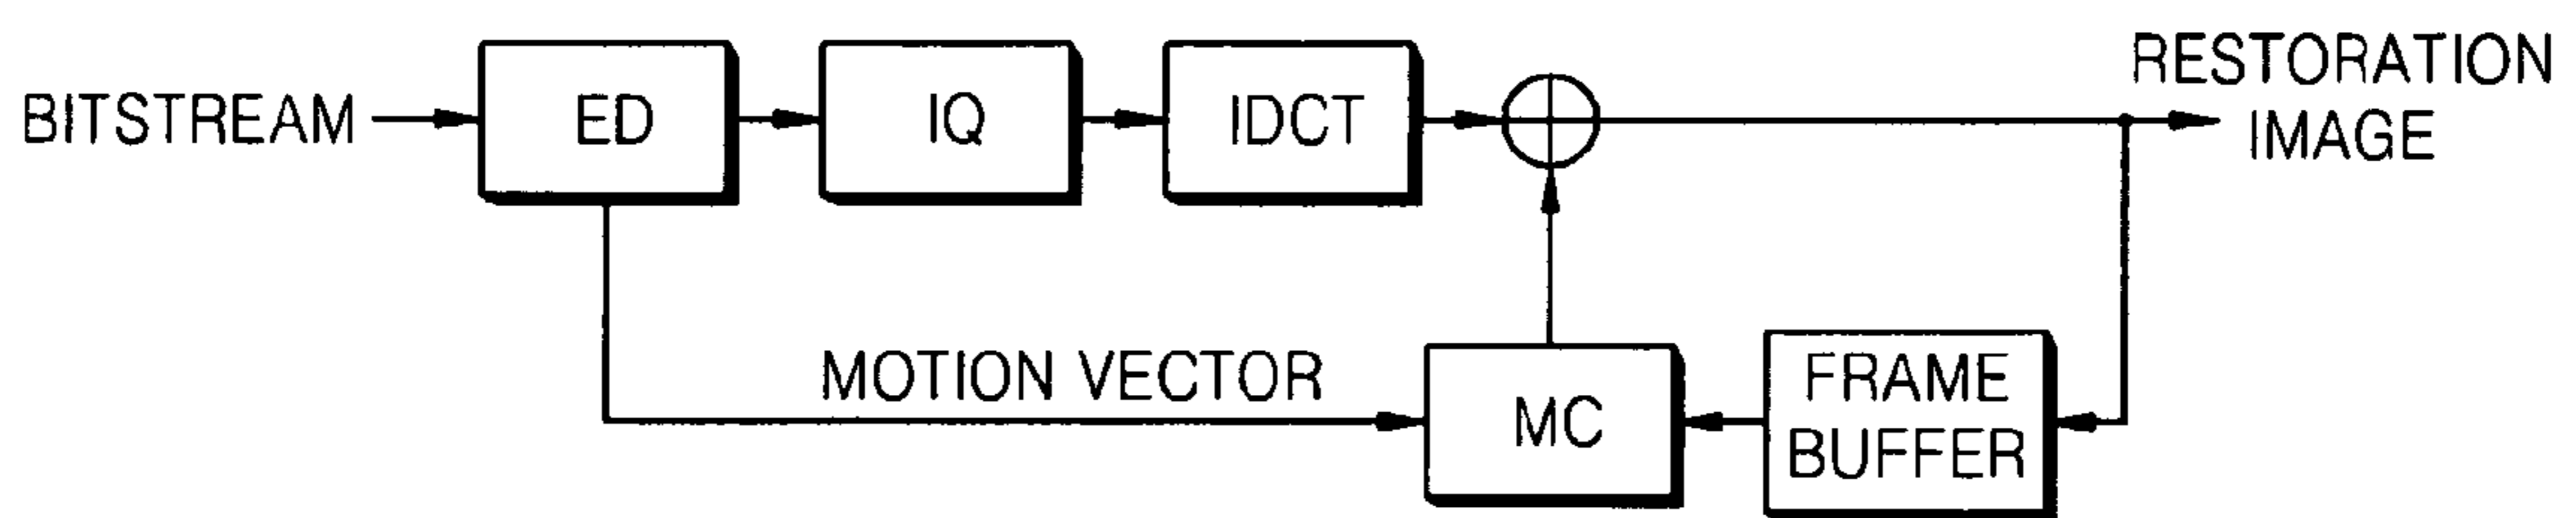 BITSTREAM
ED
IQ
IDCT
RESTORATION
IMAGE
MOTION VECTOR
MC
FRAME
BUFFER